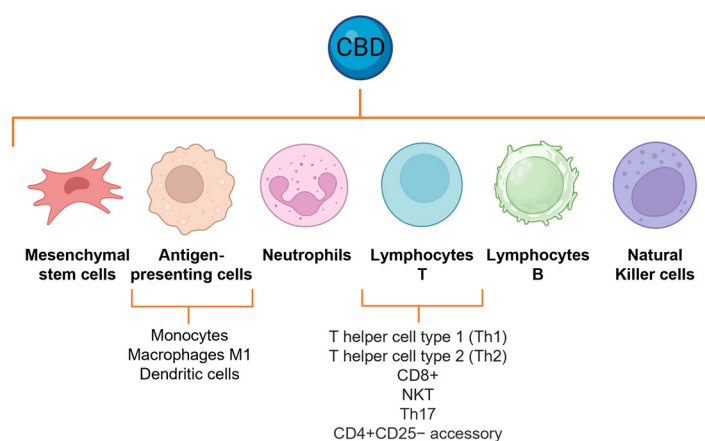 CBD
Mesenchymal
stem cells
Antigen-
presenting cells
Neutrophils
Lymphocytes
T
Lymphocytes
B
Natural
Killer cells
Monocytes
Macrophages M1
Dendritic cells
T helper cell type 1 (Th1)
T helper cell type 2 (Th2)
CD8+
NKT
Th17
CD4+CD25− accessory